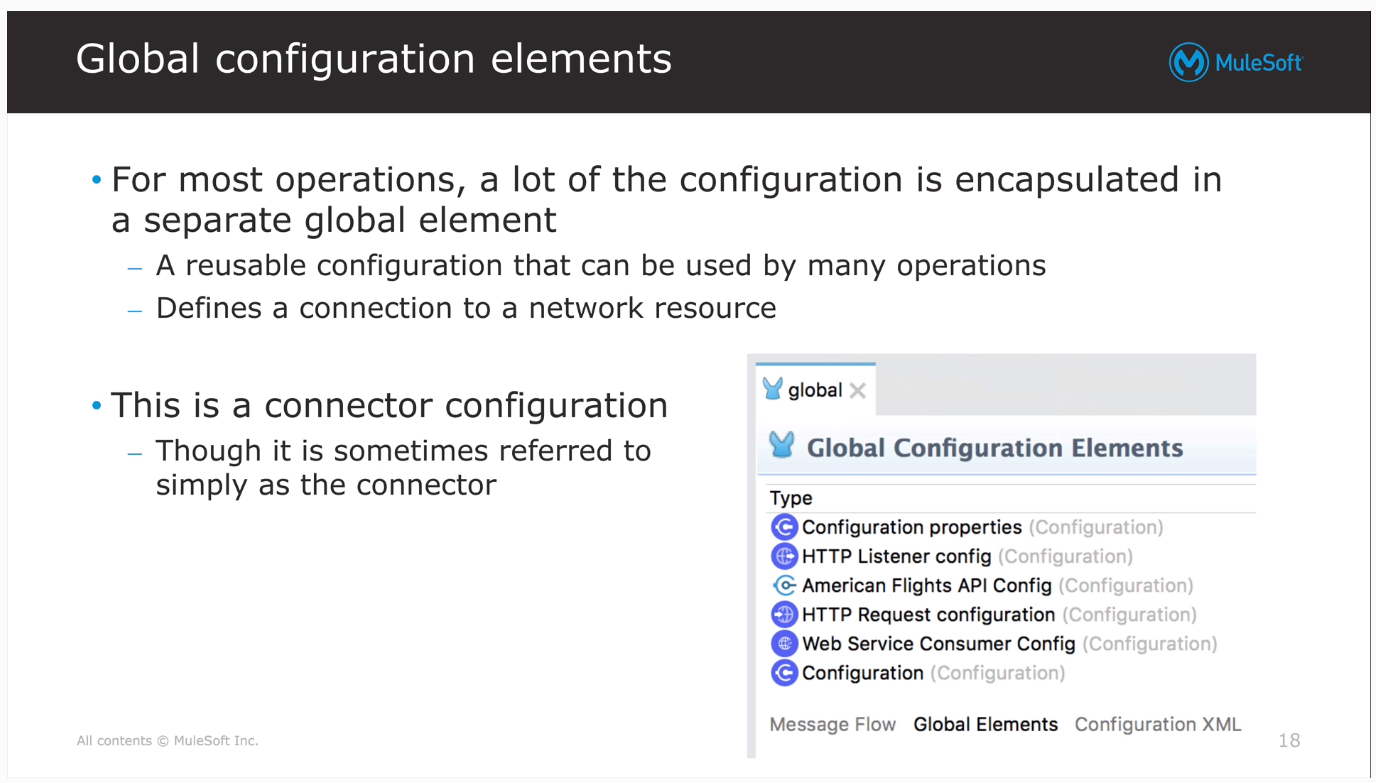 Global configuration elements
MuleSoft
• For most operations, a lot of the configuration is encapsulated in
a separate global element
– A reusable configuration that can be used by many operations
– Defines a connection to a network resource
• This is a connector configuration
– Though it is sometimes referred to
simply as the connector
global
Global Configuration Elements
Type
Configuration properties (Configuration)
HTTP Listener config (Configuration)
American Flights API Config (Configuration)
HTTP Request configuration (Configuration)
Web Service Consumer Config (Configuration)
Configuration (Configuration)
Message Flow Global Elements Configuration XML
All contents © MuleSoft Inc.
18